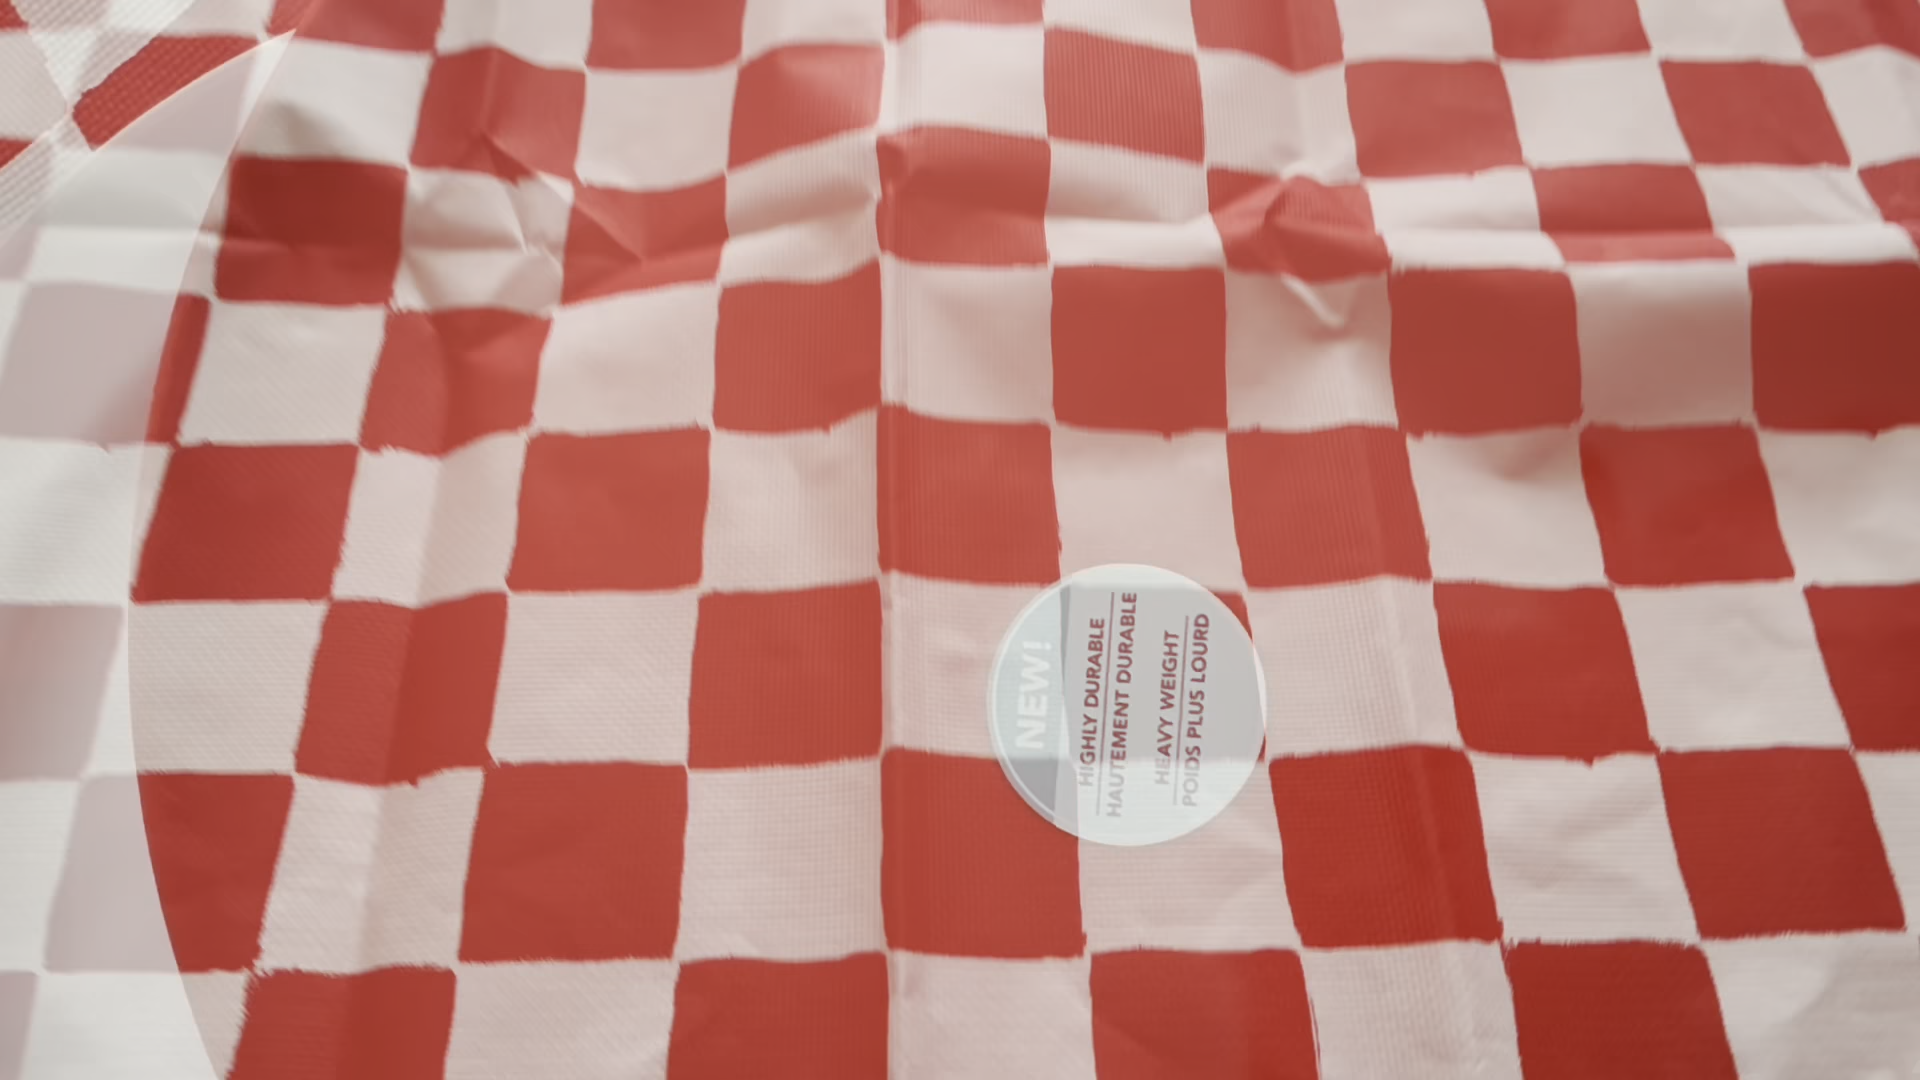 NEW!
HIGHLY DURABLE
HAUTEMENT DURABLE
HEAVY WEIGHT
POIDS PLUS LOURD